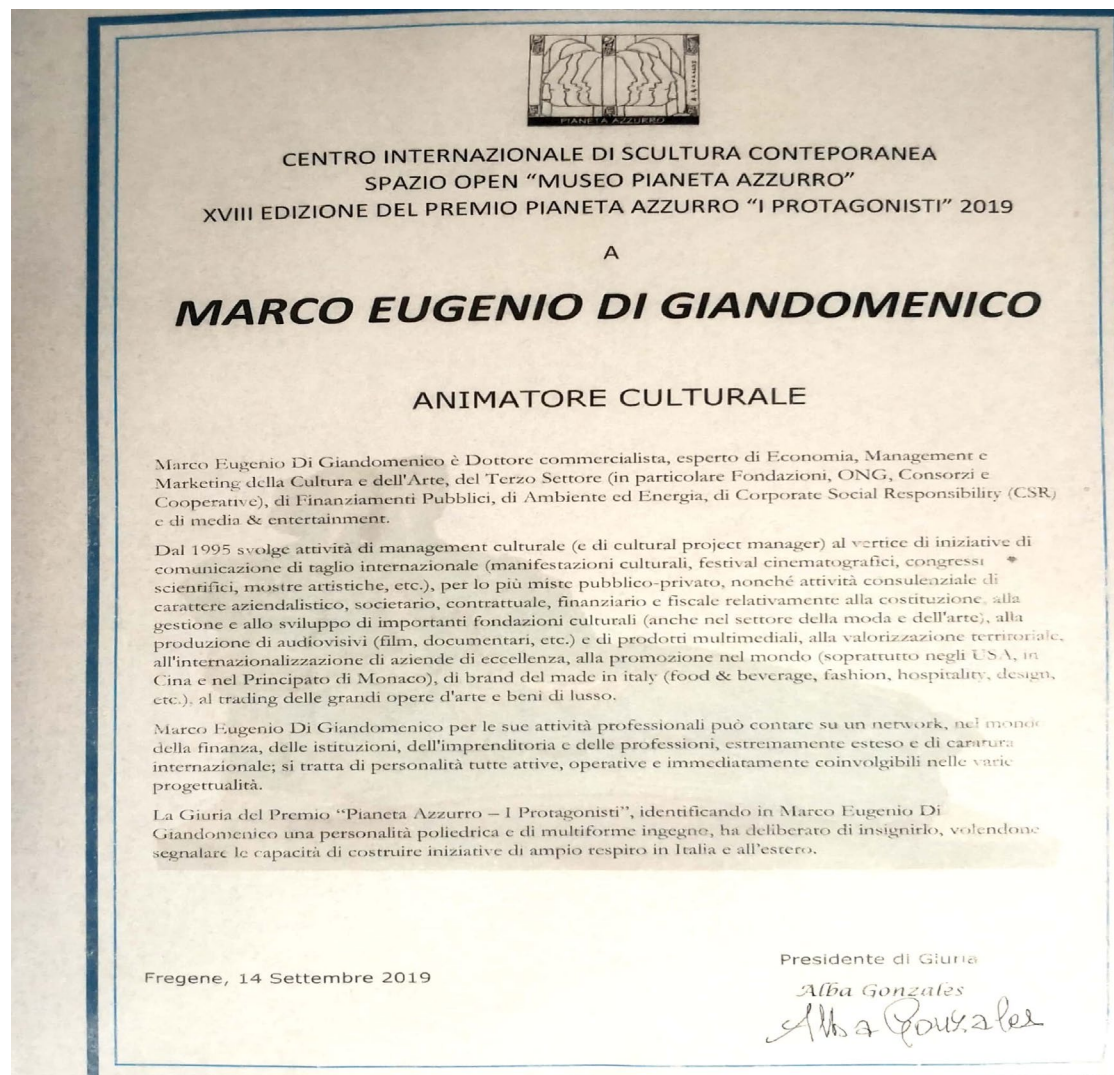 PIANETA AZZURRO
CENTRO INTERNAZIONALE DI SCULTURA CONTEPORANEA
SPAZIO OPEN “MUSEO PIANETA AZZURRO”
XVIII EDIZIONE DEL PREMIO PIANETA AZZURRO “I PROTAGONISTI” 2019
A
MARCO EUGENIO DI GIANDOMENICO
ANIMATORE CULTURALE
Marco Eugenio Di Giandomenico è Dottore commercialista, esperto di Economia, Management e
Marketing della Cultura e dell'Arte, del Terzo Settore (in particolare Fondazioni, ONG, Consorzi e
Cooperative), di Finanziamenti Pubblici, di Ambiente ed Energia, di Corporate Social Responsibility (CSR)
e di media & entertainment.
Dal 1995 svolge attività di management culturale (e di cultural project manager) al vertice di iniziative di
comunicazione di taglio internazionale (manifestazioni culturali, festival cinematografici, congressi
scientifici, mostre artistiche, etc.), per lo più miste pubblico-privato, nonché attività consulenziale di
carattere aziendalistico, societario, contrattuale, finanziario e fiscale relativamente alla costituzione, alla
gestione e allo sviluppo di importanti fondazioni culturali (anche nel settore della moda e dell'arte), alla
produzione di audiovisivi (film, documentari, etc.) e di prodotti multimediali, alla valorizzazione territoriale,
all'internazionalizzazione di aziende di eccellenza, alla promozione nel mondo (soprattutto negli USA, in
Cina e nel Principato di Monaco), di brand del made in italy (food & beverage, fashion, hospitality, design,
etc.), al trading delle grandi opere d'arte e beni di lusso.
Marco Eugenio Di Giandomenico per le sue attività professionali può contare su un network, nel mondo
della finanza, delle istituzioni, dell'imprenditoria e delle professioni, estremamente esteso e di caratura
internazionale; si tratta di personalità tutte attive, operative e immediatamente coinvolgibili nelle varie
progettualità.
La Giuria del Premio “Pianeta Azzurro – I Protagonisti”, identificando in Marco Eugenio Di
Giandomenico una personalità poliedrica e di multiforme ingegno, ha deliberato di insignirlo, volendone
segnalare le capacità di costruire iniziative di ampio respiro in Italia e all'estero.
Presidente di Giuria
Fregene, 14 Settembre 2019
Alba Gonzales
Alba Gonzales